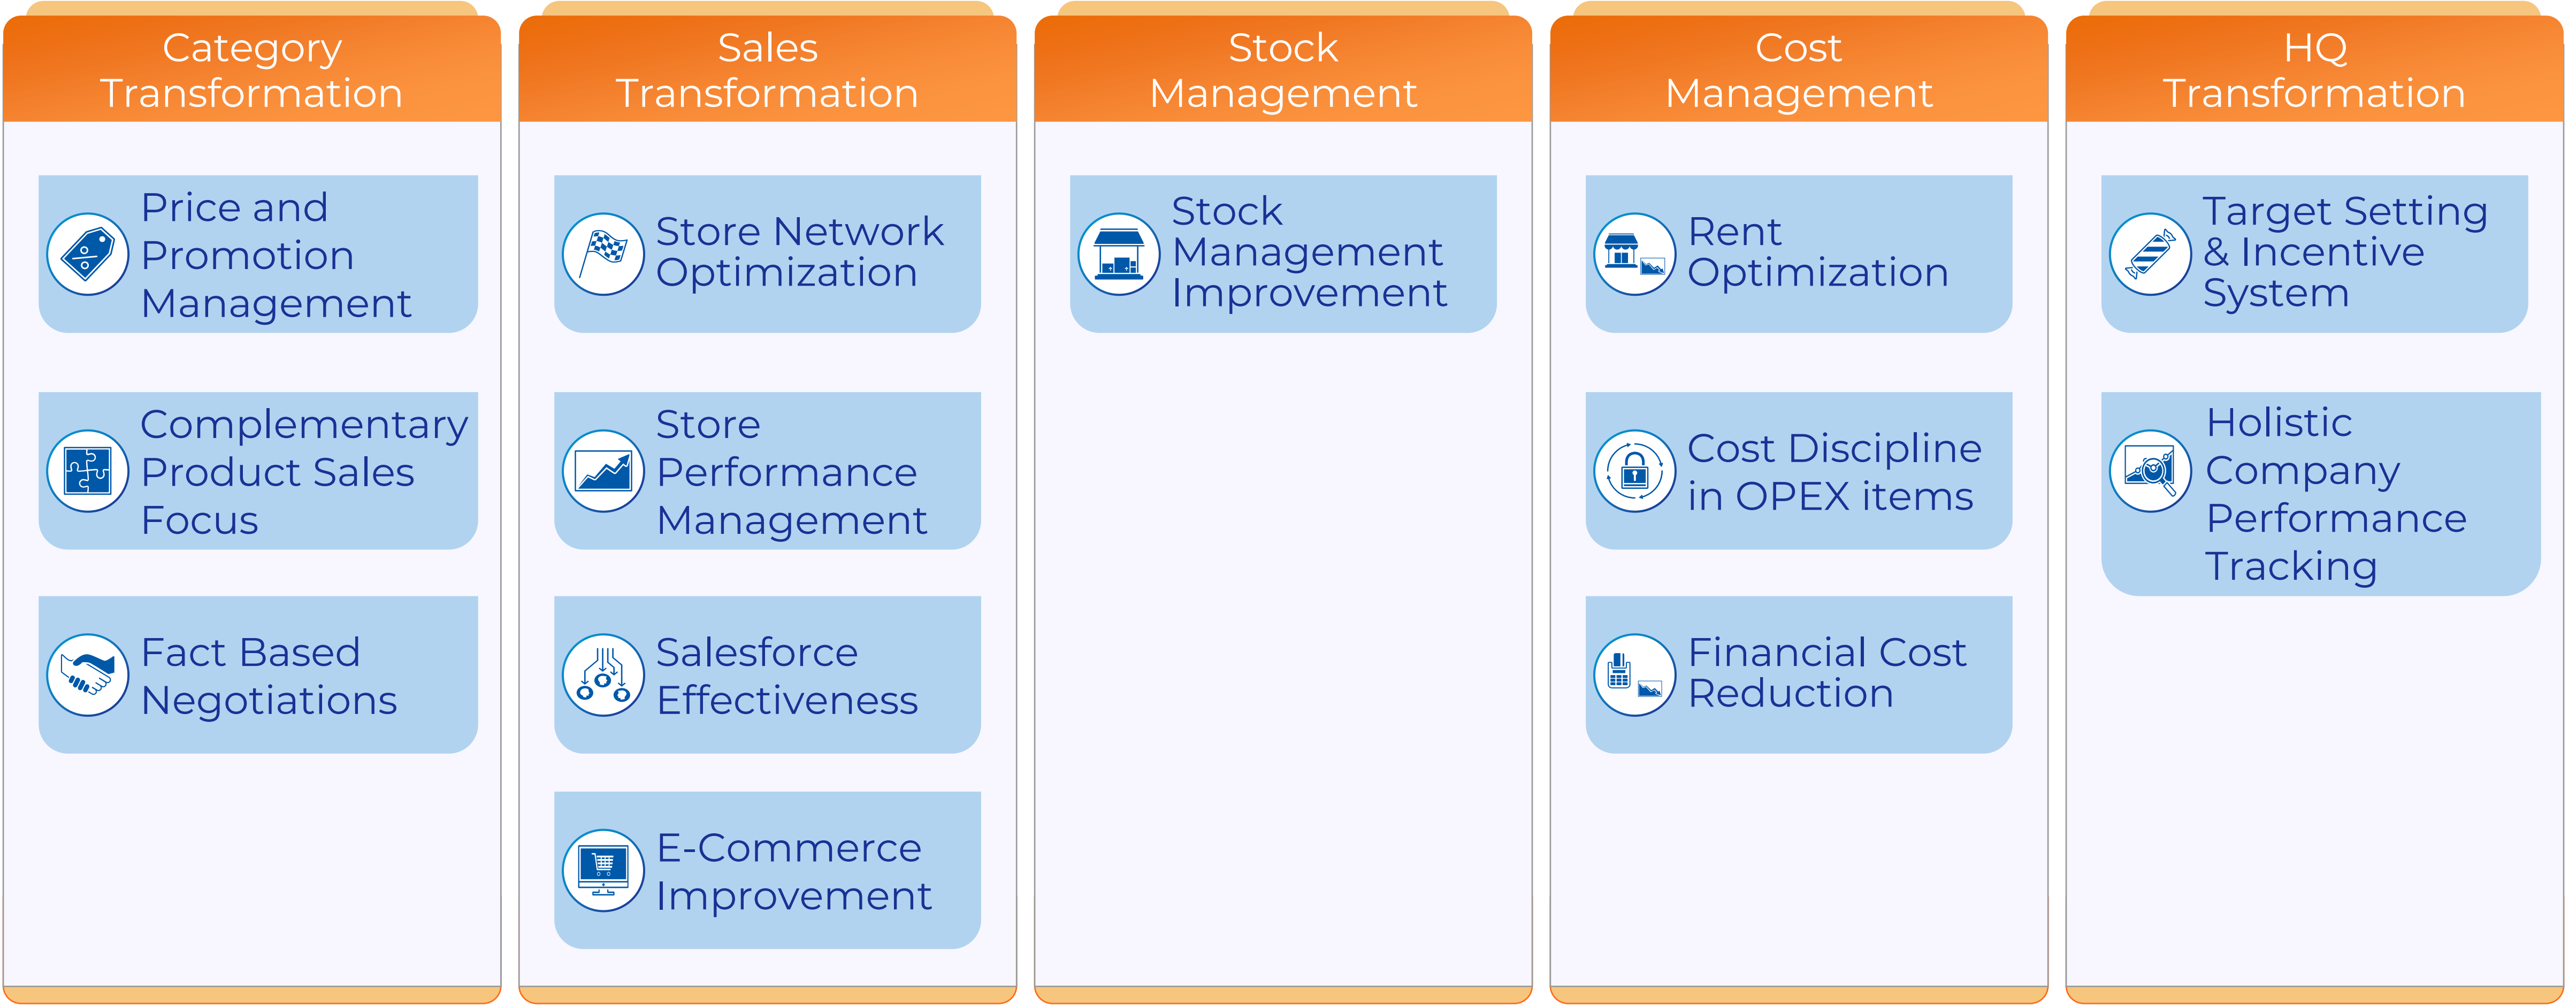 Category
Transformation
Price and
Promotion
Management
Complementary
Product Sales
Focus
Fact Based
Negotiations
Sales
Transformation
Store Network
Optimization
Store
Performance
Management
Salesforce
Effectiveness
E-Commerce
Improvement
Stock
Management
Stock
Management
Improvement
Cost
Management
Rent
Optimization
Cost Discipline
in OPEX items
Financial Cost
Reduction
HQ
Transformation
Target Setting
& Incentive
System
Holistic
Company
Performance
Tracking